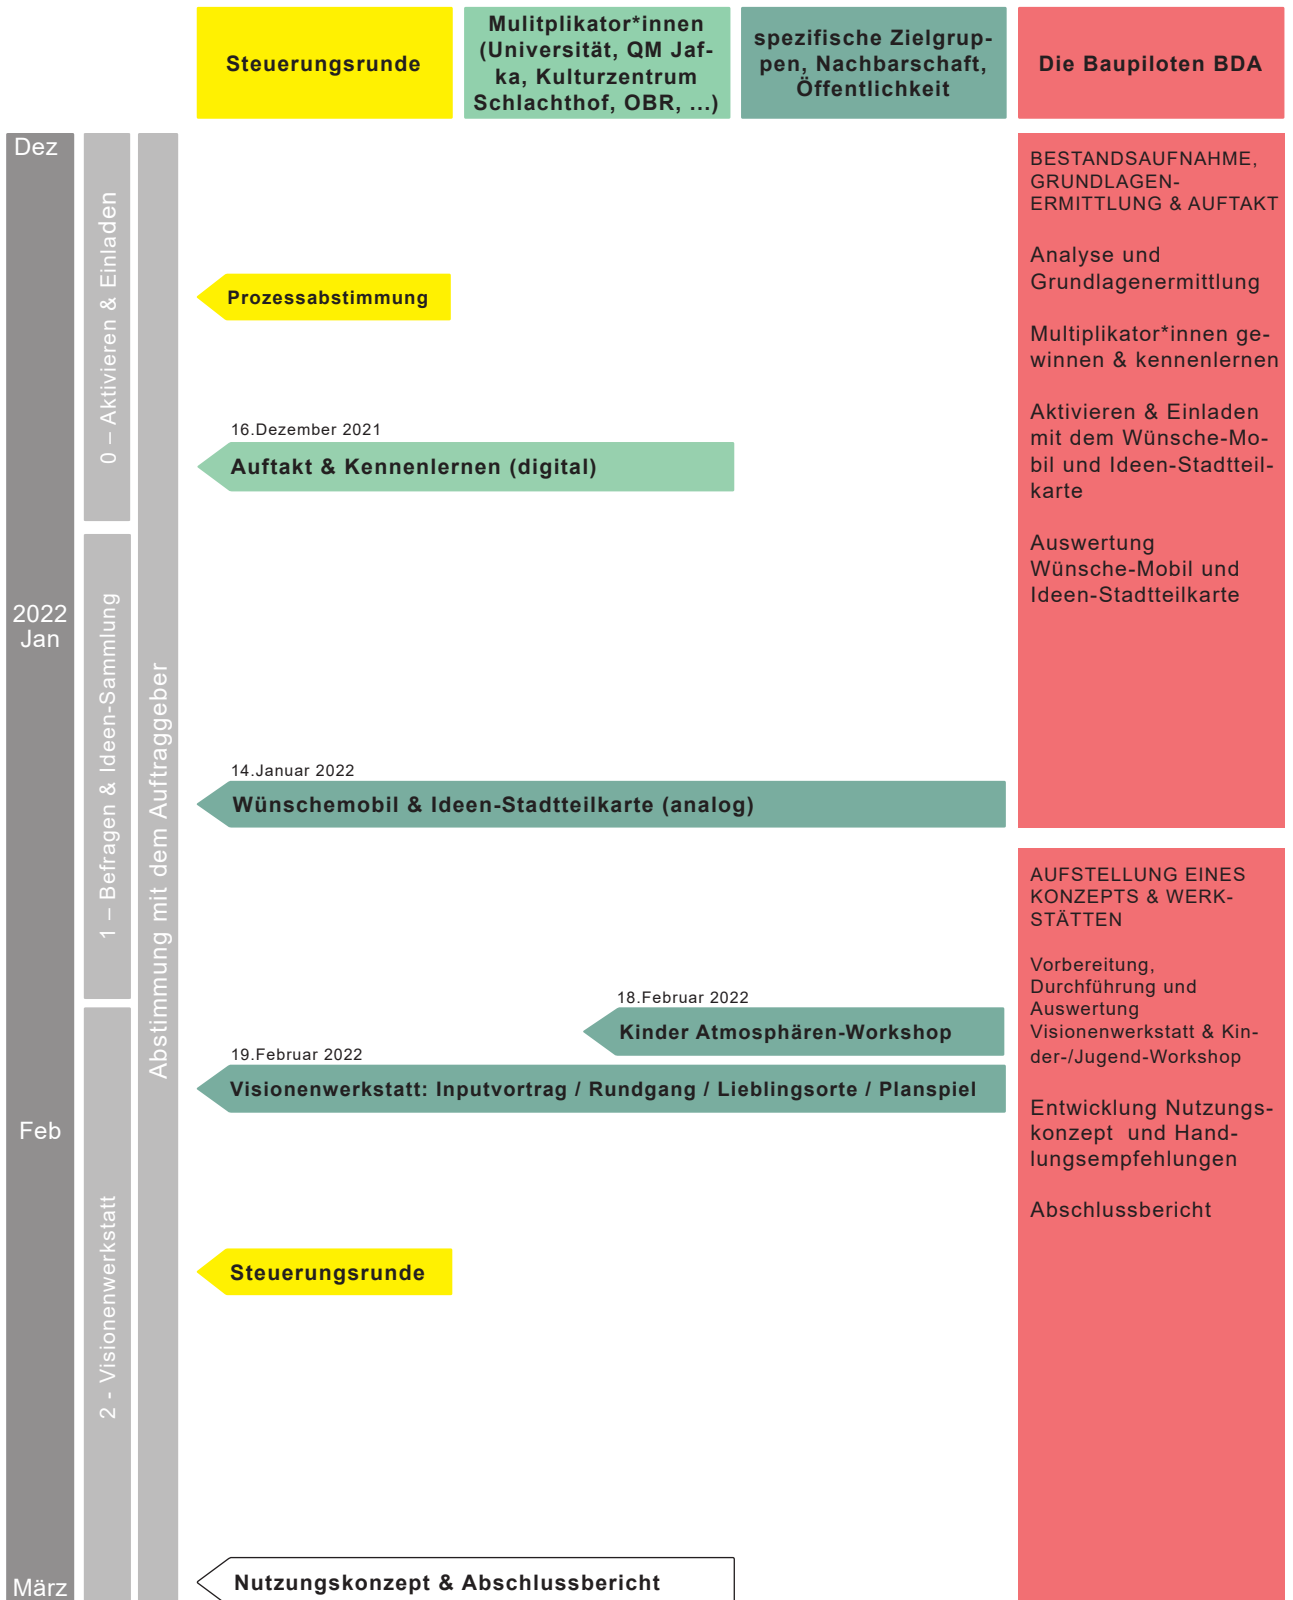 Steuerungsrunde
Mulitplikator*innen
(Universität, QM Jaf-
ka, Kulturzentrum
Schlachthof, OBR, ...)
spezifische Zielgrup-
pen, Nachbarschaft,
Öffentlichkeit
Die Baupiloten BDA
Dez
2022
Jan
Feb
März
0 – Aktivieren & Einladen
1 – Befragen & Ideen-Sammlung
2 - Visionenwerkstatt
Abstimmung mit dem Auftraggeber
Prozessabstimmung
16.Dezember 2021
Auftakt & Kennenlernen (digital)
14.Januar 2022
Wünschemobil & Ideen-Stadtteilkarte (analog)
18.Februar 2022
Kinder Atmosphären-Workshop
19.Februar 2022
Visionenwerkstatt: Inputvortrag / Rundgang / Lieblingsorte / Planspiel
Steuerungsrunde
Nutzungskonzept & Abschlussbericht
BESTANDSAUFNAHME,
GRUNDLAGEN-
ERMITTLUNG & AUFTAKT
Analyse und
Grundlagenermittlung
Multiplikator*innen ge-
winnen & kennenlernen
Aktivieren & Einladen
mit dem Wünsche-Mo-
bil und Ideen-Stadtteil-
karte
Auswertung
Wünsche-Mobil und
Ideen-Stadtteilkarte
AUFSTELLUNG EINES
KONZEPTS & WERK-
STÄTTEN
Vorbereitung,
Durchführung und
Auswertung
Visionenwerkstatt & Kin-
der-/Jugend-Workshop
Entwicklung Nutzungs-
konzept und Hand-
lungsempfehlungen
Abschlussbericht